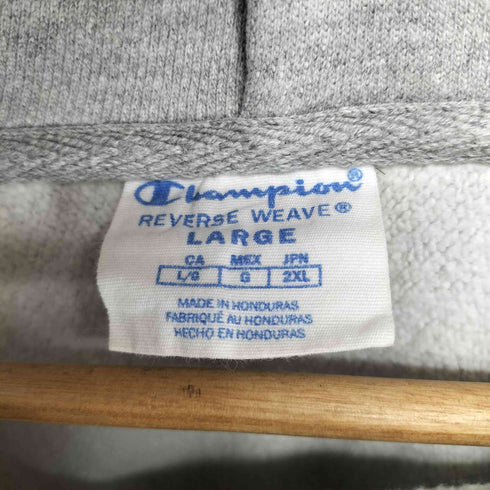 Champion®
REVERSE WEAVE®
LARGE
CA MEX JPN
L/G G 2XL
MADE IN HONDURAS
FABRIQUÉ AU HONDURAS
HECHO EN HONDURAS